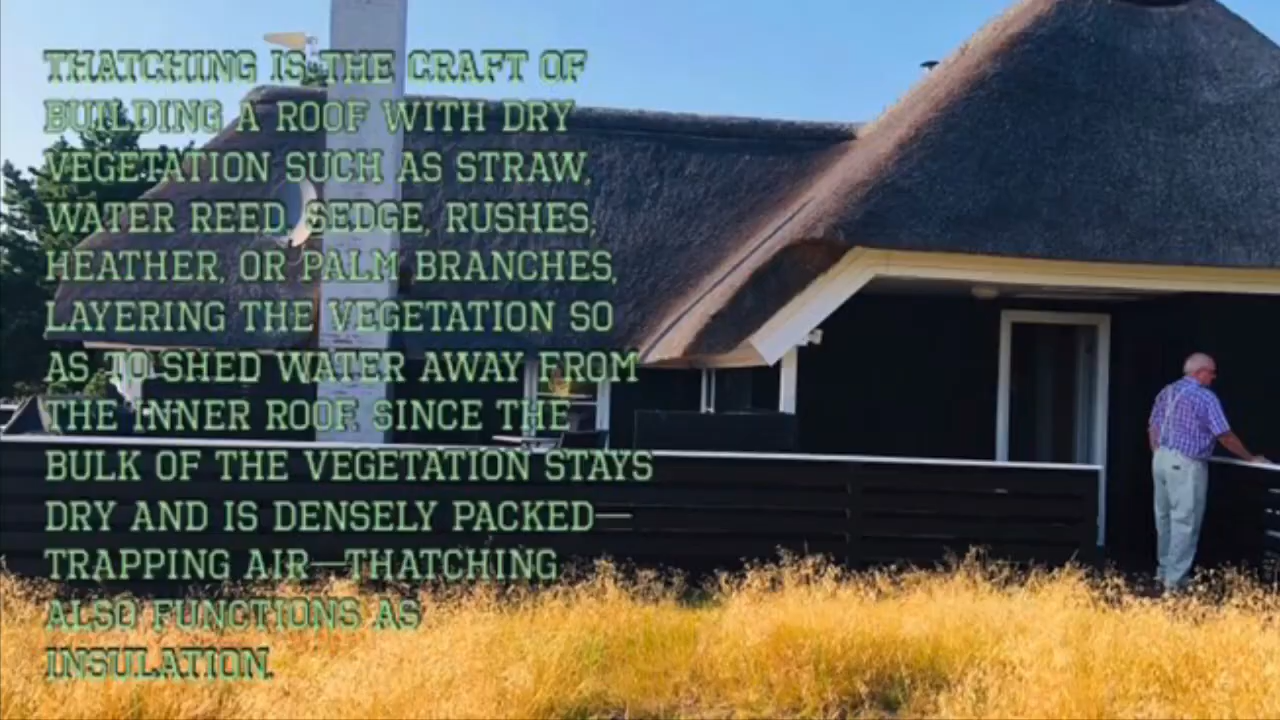 THATCHING IS THE CRAFT OF
BUILDING A ROOF WITH DRY
VEGETATION SUCH AS STRAW,
WATER REED, SEDGE, RUSHES,
HEATHER, OR PALM BRANCHES,
LAYERING THE VEGETATION SO
AS TO SHED WATER AWAY FROM
THE INNER ROOF. SINCE THE
BULK OF THE VEGETATION STAYS
DRY AND IS DENSELY PACKED—
TRAPPING AIR—THATCHING
ALSO FUNCTIONS AS
INSULATION.